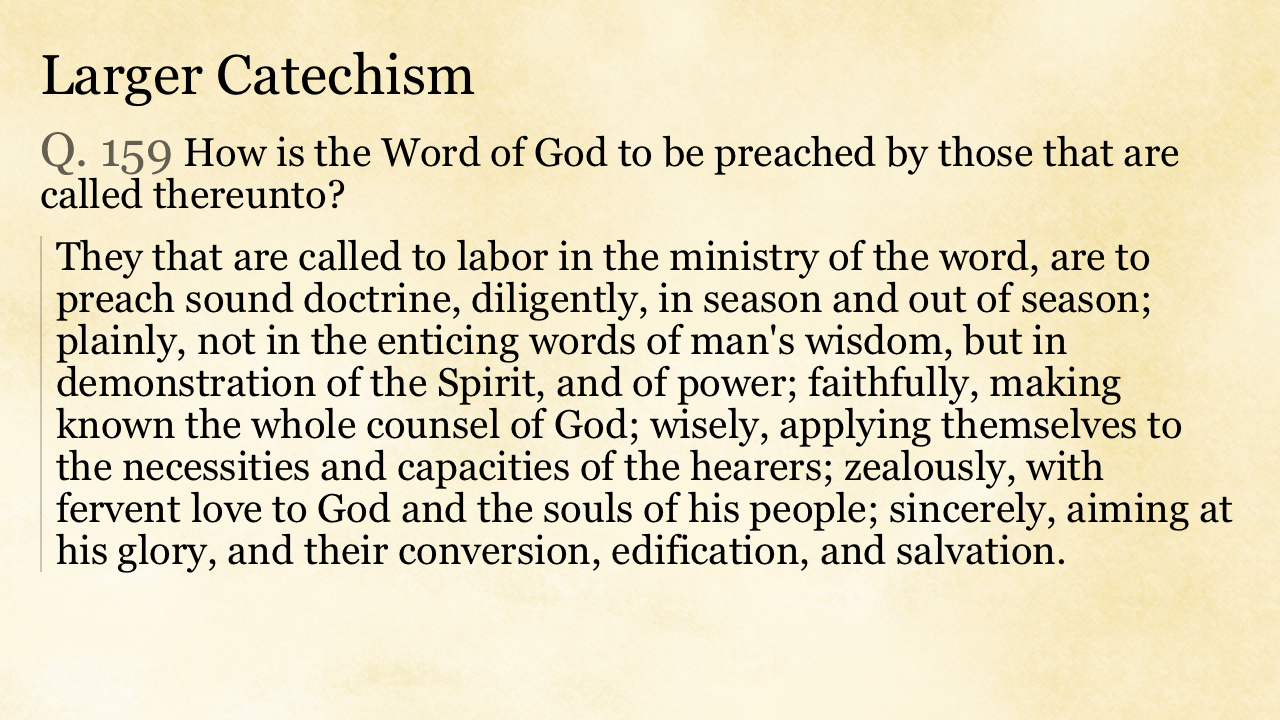 Larger Catechism
Q. 159 How is the Word of God to be preached by those that are
called thereunto?
They that are called to labor in the ministry of the word, are to
preach sound doctrine, diligently, in season and out of season;
plainly, not in the enticing words of man's wisdom, but in
demonstration of the Spirit, and of power; faithfully, making
known the whole counsel of God; wisely, applying themselves to
the necessities and capacities of the hearers; zealously, with
fervent love to God and the souls of his people; sincerely, aiming at
his glory, and their conversion, edification, and salvation.